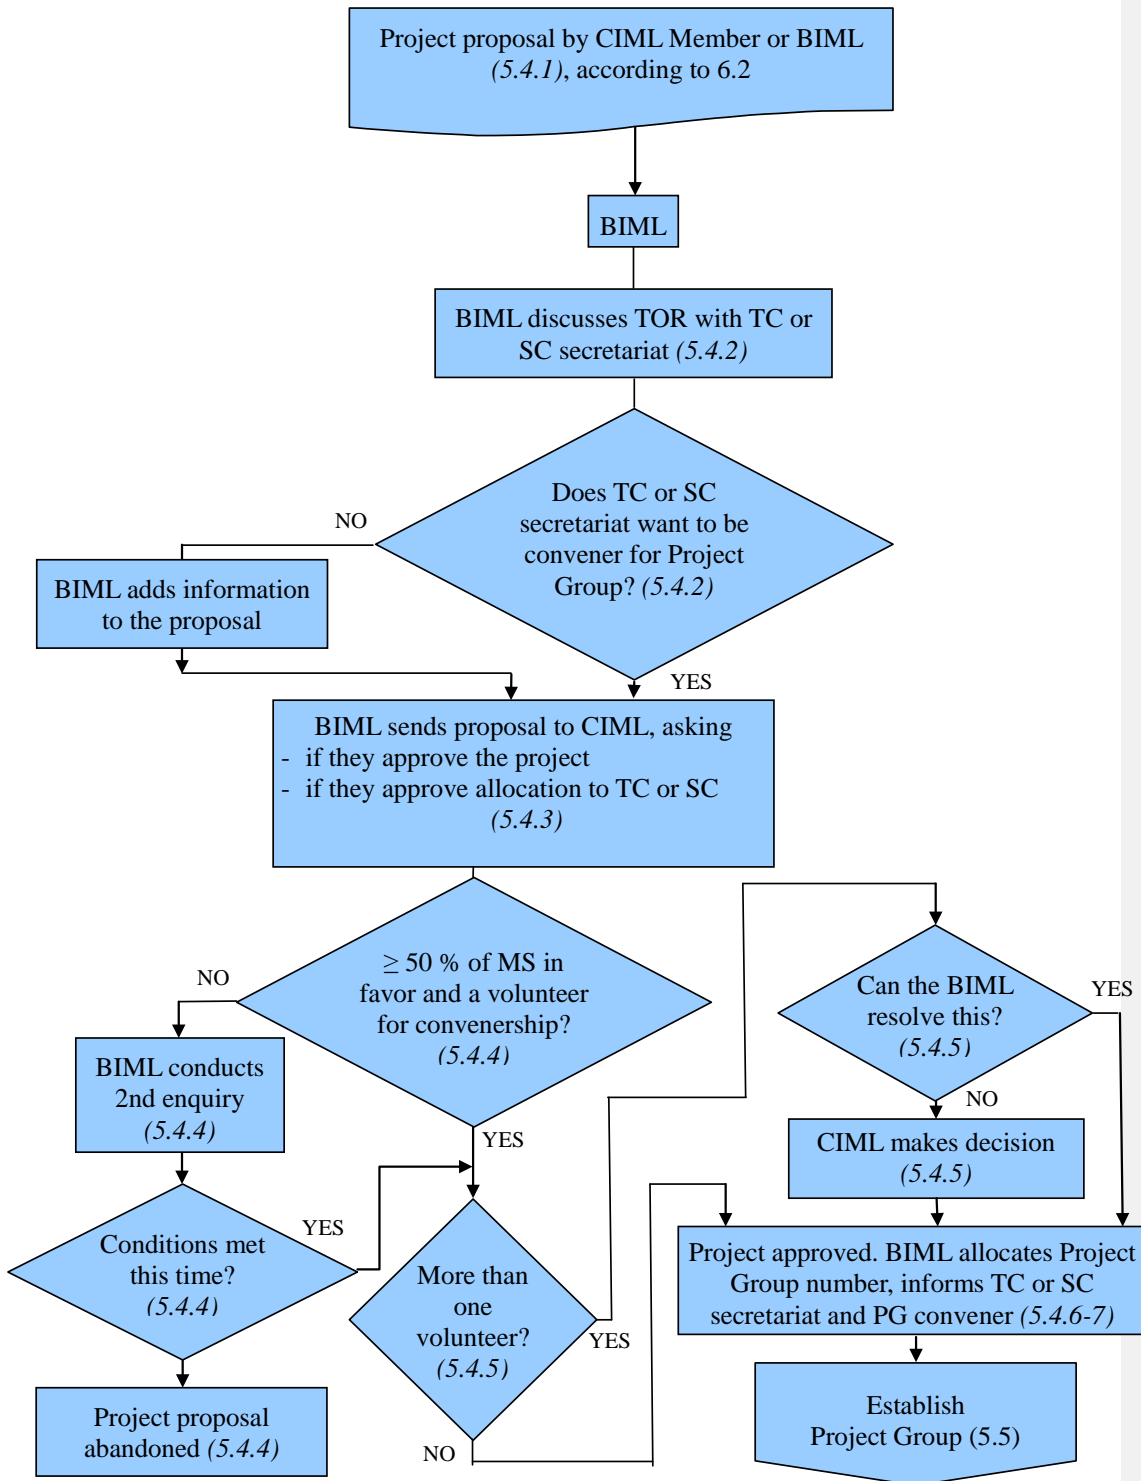 Project proposal by CIML Member or BIML
(5.4.1), according to 6.2
BIML
BIML discusses TOR with TC or
SC secretariat (5.4.2)
Does TC or SC
secretariat want to be
convener for Project
Group? (5.4.2)
NO
BIML adds information
to the proposal
YES
BIML sends proposal to CIML, asking
- if they approve the project
- if they approve allocation to TC or SC
(5.4.3)
≥ 50 % of MS in
favor and a volunteer
for convenership?
(5.4.4)
NO
BIML conducts
2nd enquiry
(5.4.4)
YES
Conditions met
this time?
(5.4.4)
YES
Project proposal
abandoned (5.4.4)
More than
one
volunteer?
(5.4.5)
YES
NO
Can the BIML
resolve this?
(5.4.5)
YES
NO
CIML makes decision
(5.4.5)
Project approved. BIML allocates Project
Group number, informs TC or SC
secretariat and PG convener (5.4.6-7)
Establish
Project Group (5.5)